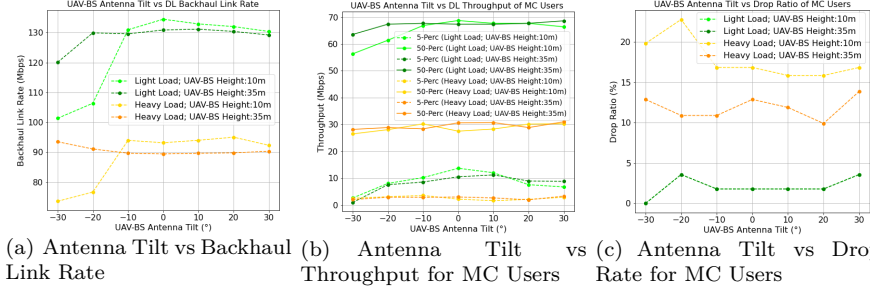 UAV-BS Antenna Tilt vs DL Backhaul Link Rate
Backhaul Link Rate (Mbps)
130
120
110
100
90
80
Light Load; UAV-BS Height:10m
Light Load; UAV-BS Height:35m
Heavy Load; UAV-BS Height:10m
Heavy Load; UAV-BS Height:35m
−30 −20 −10 0 10 20 30
UAV-BS Antenna Tilt (°)
(a) Antenna Tilt vs Backhaul
Link Rate
UAV-BS Antenna Tilt vs DL Throughput of MC Users
Throughput (Mbps)
70
60
50
40
30
20
10
0
5-Perc (Light Load; UAV-BS Height:10m)
50-Perc (Light Load; UAV-BS Height:10m)
5-Perc (Light Load; UAV-BS Height:35m)
50-Perc (Light Load; UAV-BS Height:35m)
5-Perc (Heavy Load; UAV-BS Height:10m)
50-Perc (Heavy Load; UAV-BS Height:10m)
5-Perc (Heavy Load; UAV-BS Height:35m)
50-Perc (Heavy Load; UAV-BS Height:35m)
−30 −20 −10 0 10 20 30
UAV-BS Antenna Tilt (°)
(b) Antenna Tilt vs
Throughput for MC Users
UAV-BS Antenna Tilt vs Drop Ratio of MC Users
Drop Ratio (%)
20
15
10
5
0
Light Load; UAV-BS Height:10m
Light Load; UAV-BS Height:35m
Heavy Load; UAV-BS Height:10m
Heavy Load; UAV-BS Height:35m
−30 −20 −10 0 10 20 30
UAV-BS Antenna Tilt (°)
(c) Antenna Tilt vs Dro
Rate for MC Users